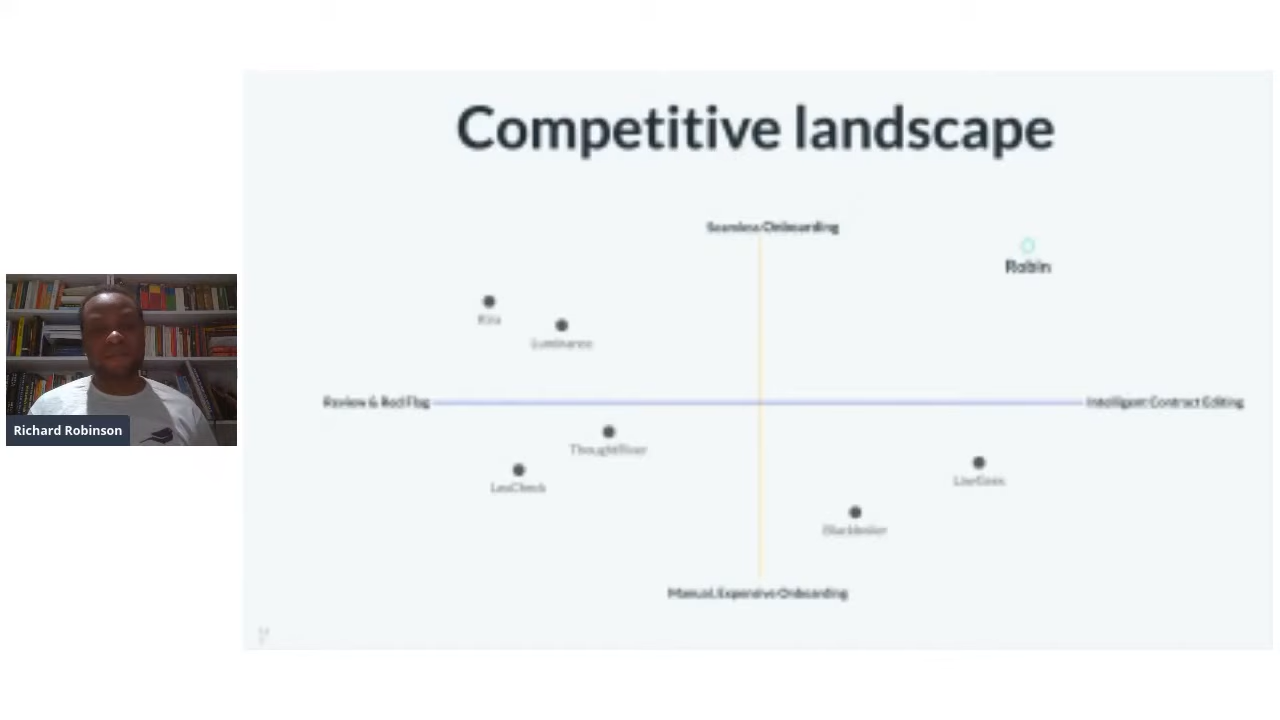 Competitive landscape
Seamless Onboarding
Robin
Kira
Luminance
Review & Red Flag
Intelligent Contract Editing
ThoughtRiver
LexCheck
LawGeex
Blackboiler
Manual, Expensive Onboarding
Richard Robinson